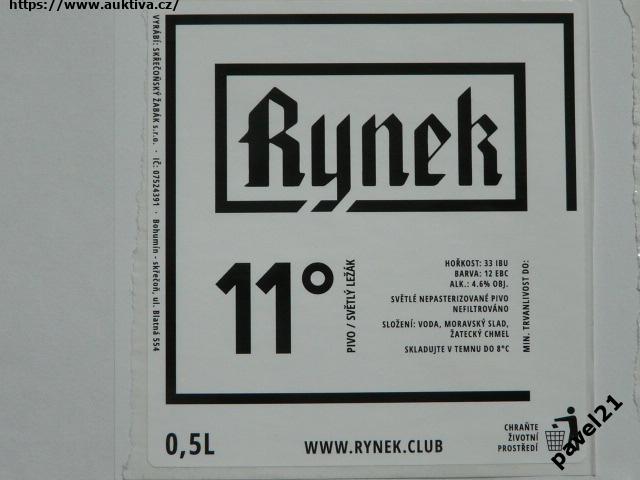 https://www.auktiva.cz/
VYRÁBÍ: SKŘEČOŇSKÝ ŽABÁK s.r.o. · IČ: 07524391 · Bohumín - skřečoň, ul. Blatná 554
Rynek
11°
PIVO / SVĚTLÝ LEŽÁK
HOŘKOST: 33 IBU
BARVA: 12 EBC
ALK.: 4.6% OBJ.
SVĚTLÉ NEPASTERIZOVANÉ PIVO
NEFILTROVÁNO
SLOŽENÍ: VODA, MORAVSKÝ SLAD,
ŽATECKÝ CHMEL
SKLADUJTE V TEMNU DO 8°C
MIN. TRVANLIVOST DO:
0,5L
WWW.RYNEK.CLUB
CHRAŇTE
ŽIVOTNÍ
PROSTŘEDÍ
pavel21